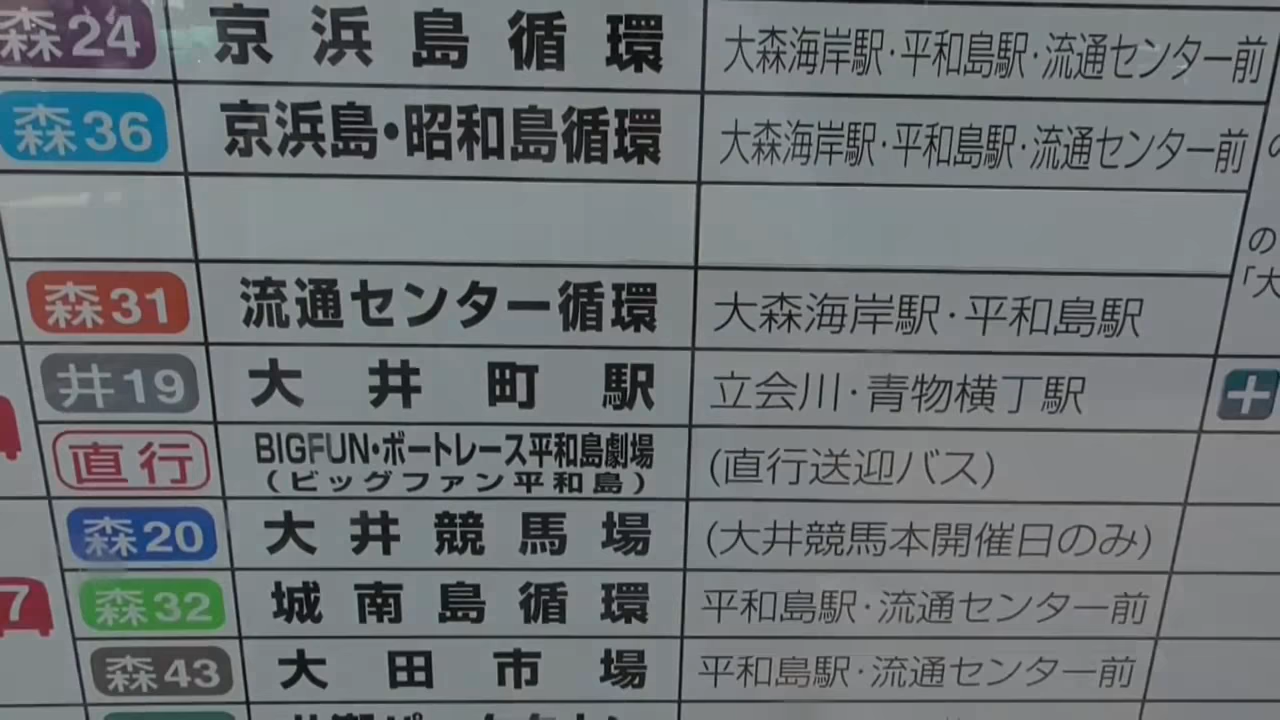 森24 京浜島循環 大森海岸駅・平和島駅・流通センター前
森36 京浜島・昭和島循環 大森海岸駅・平和島駅・流通センター前
の
「大
森31 流通センター循環 大森海岸駅・平和島駅
井19 大井町駅 立会川・青物横丁駅
直行 BIGFUN・ボートレース平和島劇場 (直行送迎バス)
(ビッグファン平和島)
森20 大井競馬場 (大井競馬本開催日のみ)
7 森32 城南島循環 平和島駅・流通センター前
森43 大田市場 平和島駅・流通センター前